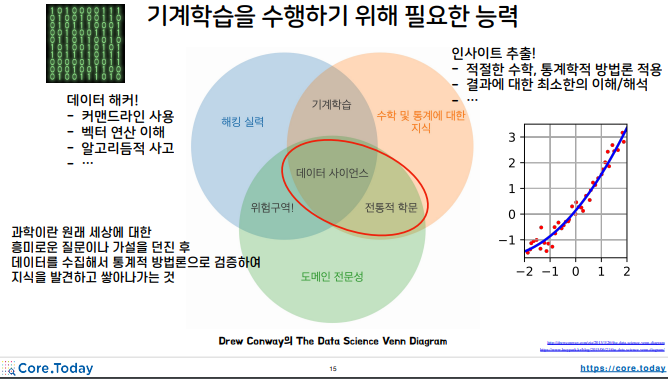 기계학습을 수행하기 위해 필요한 능력
데이터 해커!
- 커맨드라인 사용
- 벡터 연산 이해
- 알고리듬적 사고
- …
인사이트 추출!
- 적절한 수학, 통계학적 방법론 적용
- 결과에 대한 최소한의 이해/해석
- …
해킹 실력
기계학습
수학 및 통계에 대한
지식
데이터 사이언스
위험구역!
전통적 학문
도메인 전문성
과학이란 원래 세상에 대한
흥미로운 질문이나 가설을 던진 후
데이터를 수집해서 통계적 방법론으로 검증하여
지식을 발견하고 쌓아나가는 것
3
2
1
0
−1
−2 −1 0 1 2
Drew Conway의 The Data Science Venn Diagram
Core.Today
15
https://core.today